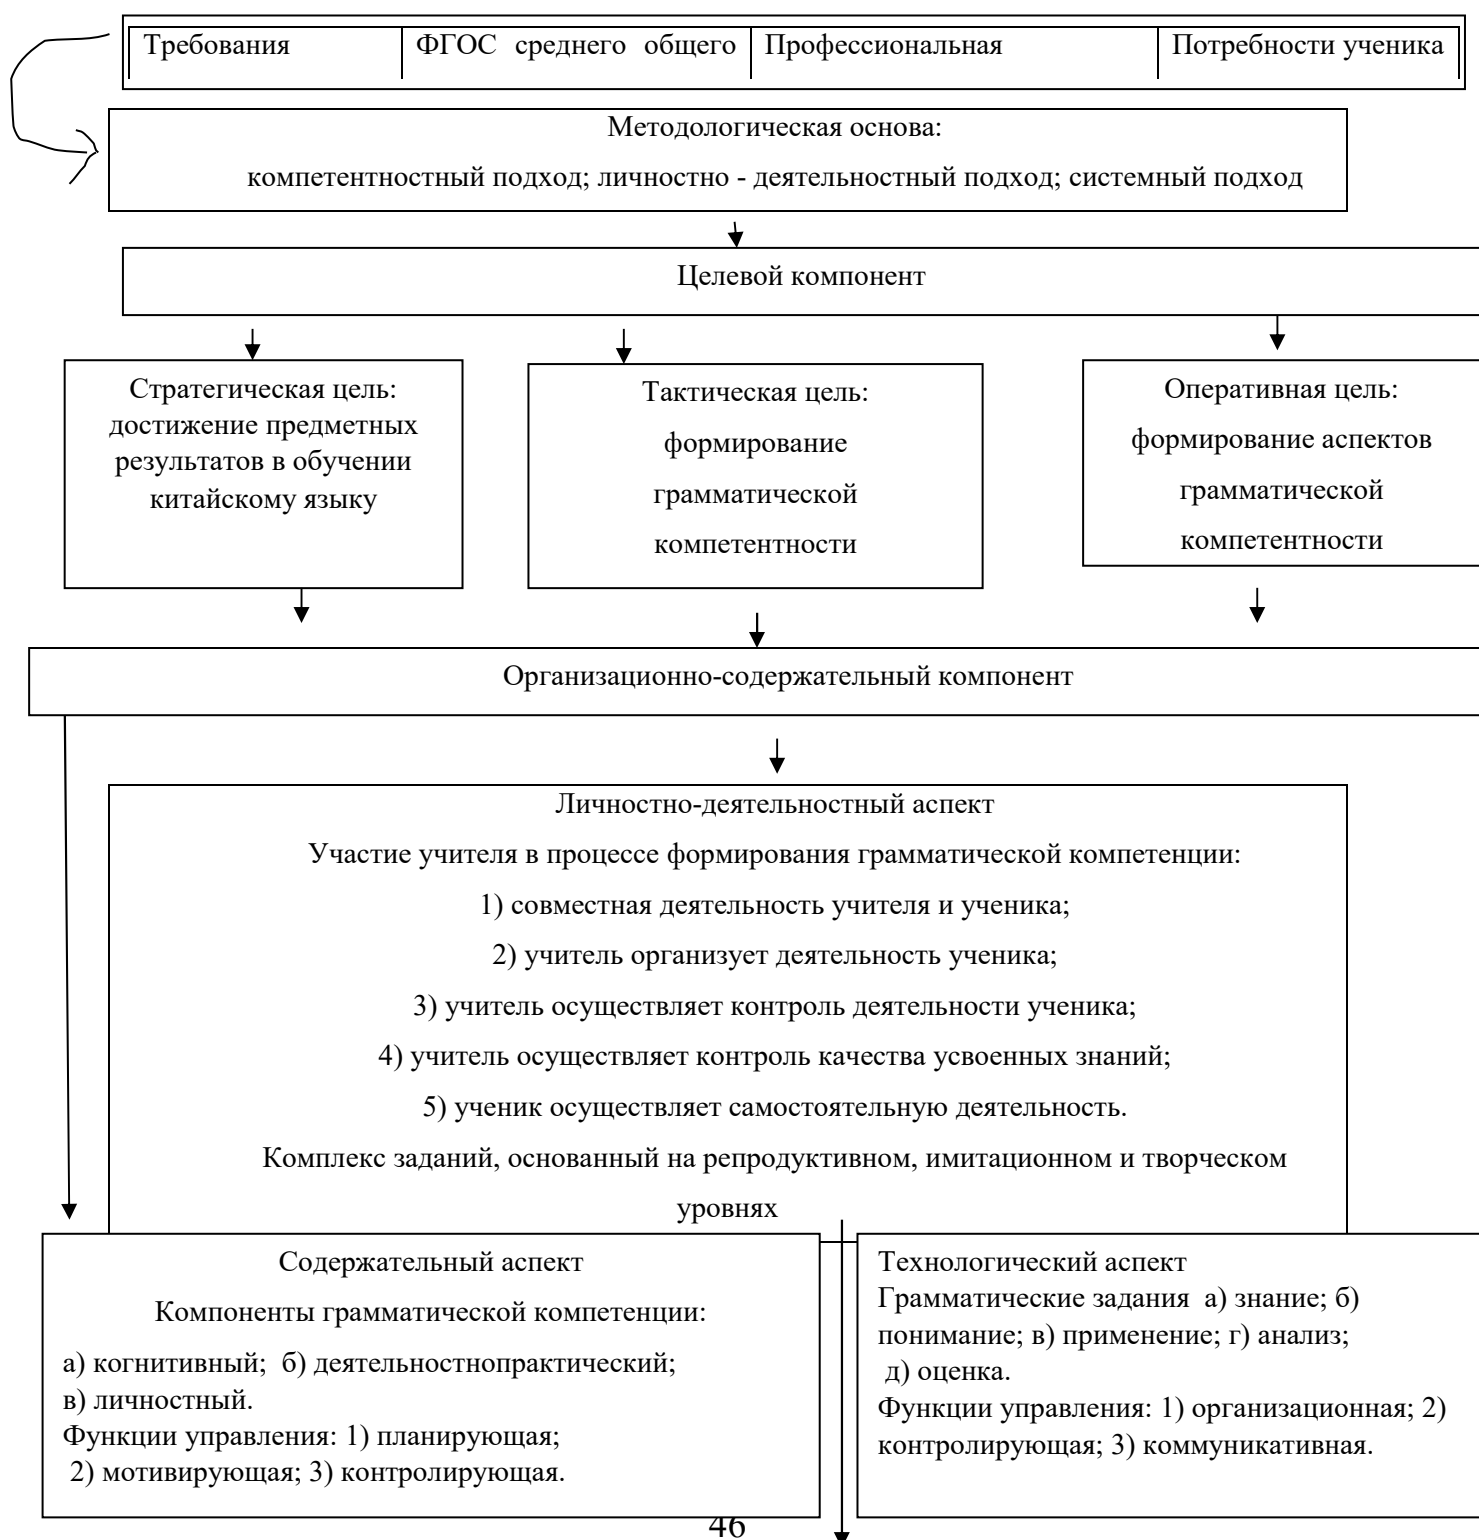 Требования ФГОС среднего общего Профессиональная Потребности ученика
Методологическая основа:
компетентностный подход; личностно - деятельностный подход; системный подход
Целевой компонент
Стратегическая цель:
достижение предметных
результатов в обучении
китайскому языку
Тактическая цель:
формирование
грамматической
компетентности
Оперативная цель:
формирование аспектов
грамматической
компетентности
Организационно-содержательный компонент
Личностно-деятельностный аспект
Участие учителя в процессе формирования грамматической компетенции:
1) совместная деятельность учителя и ученика;
2) учитель организует деятельность ученика;
3) учитель осуществляет контроль деятельности ученика;
4) учитель осуществляет контроль качества усвоенных знаний;
5) ученик осуществляет самостоятельную деятельность.
Комплекс заданий, основанный на репродуктивном, имитационном и творческом
уровнях
Содержательный аспект
Компоненты грамматической компетенции:
а) когнитивный; б) деятельностнопрактический;
в) личностный.
Функции управления: 1) планирующая;
2) мотивирующая; 3) контролирующая.
Технологический аспект
Грамматические задания а) знание; б)
понимание; в) применение; г) анализ;
д) оценка.
Функции управления: 1) организационная; 2)
контролирующая; 3) коммуникативная.
46